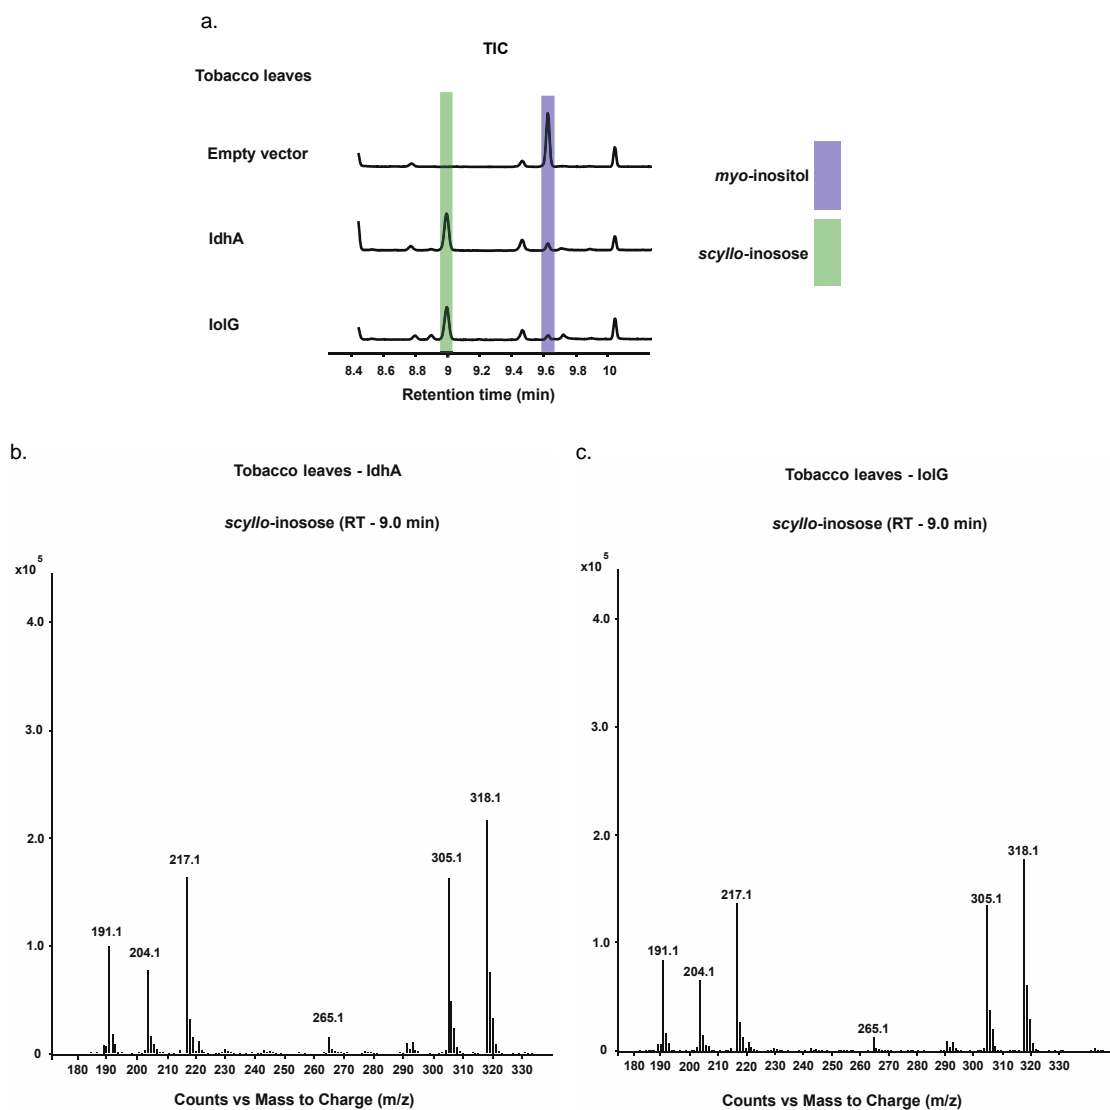 a.
TIC
Tobacco leaves
Empty vector
IdhA
IolG
myo-inositol
scyllo-inosose
8.4 8.6 8.8 9 9.2 9.4 9.6 9.8 10
Retention time (min)
b.
Tobacco leaves - IdhA
scyllo-inosose (RT - 9.0 min)
x10 5
4.0
3.0
2.0
1.0
0
191.1
204.1
217.1
265.1
305.1
318.1
180 190 200 210 220 230 240 250 260 270 280 290 300 310 320 330
Counts vs Mass to Charge (m/z)
c.
Tobacco leaves - IolG
scyllo-inosose (RT - 9.0 min)
x10 5
4.0
3.0
2.0
1.0
0
191.1
204.1
217.1
265.1
305.1
318.1
180 190 200 210 220 230 240 250 260 270 280 290 300 310 320 330
Counts vs Mass to Charge (m/z)